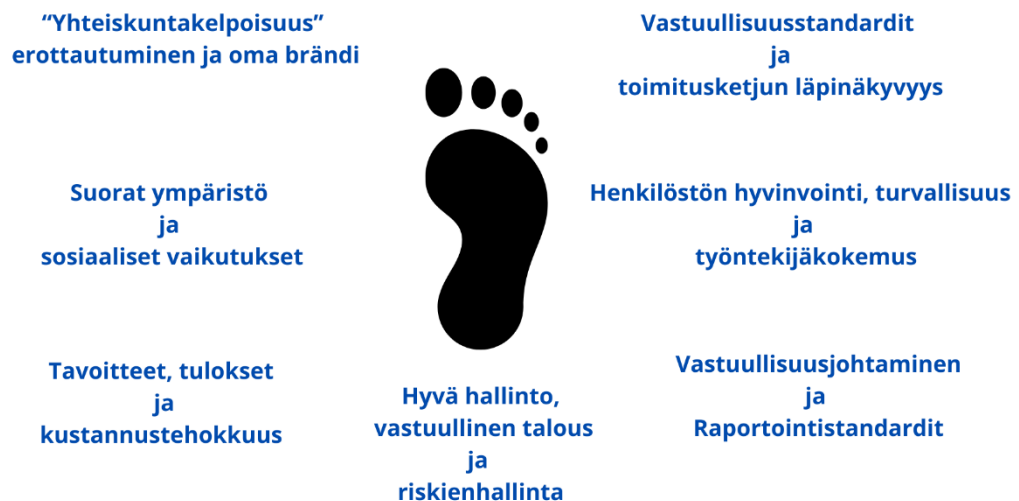 “Yhteiskuntakelpoisuus”
erottautuminen ja oma brändi
Vastuullisuusstandardit
ja
toimitusketjun läpinäkyvyys
Suorat ympäristö
ja
sosiaaliset vaikutukset
Henkilöstön hyvinvointi, turvallisuus
ja
työntekijäkokemus
Tavoitteet, tulokset
ja
kustannustehokkuus
Hyvä hallinto,
vastuullinen talous
ja
riskienhallinta
Vastuullisuusjohtaminen
ja
Raportointistandardit